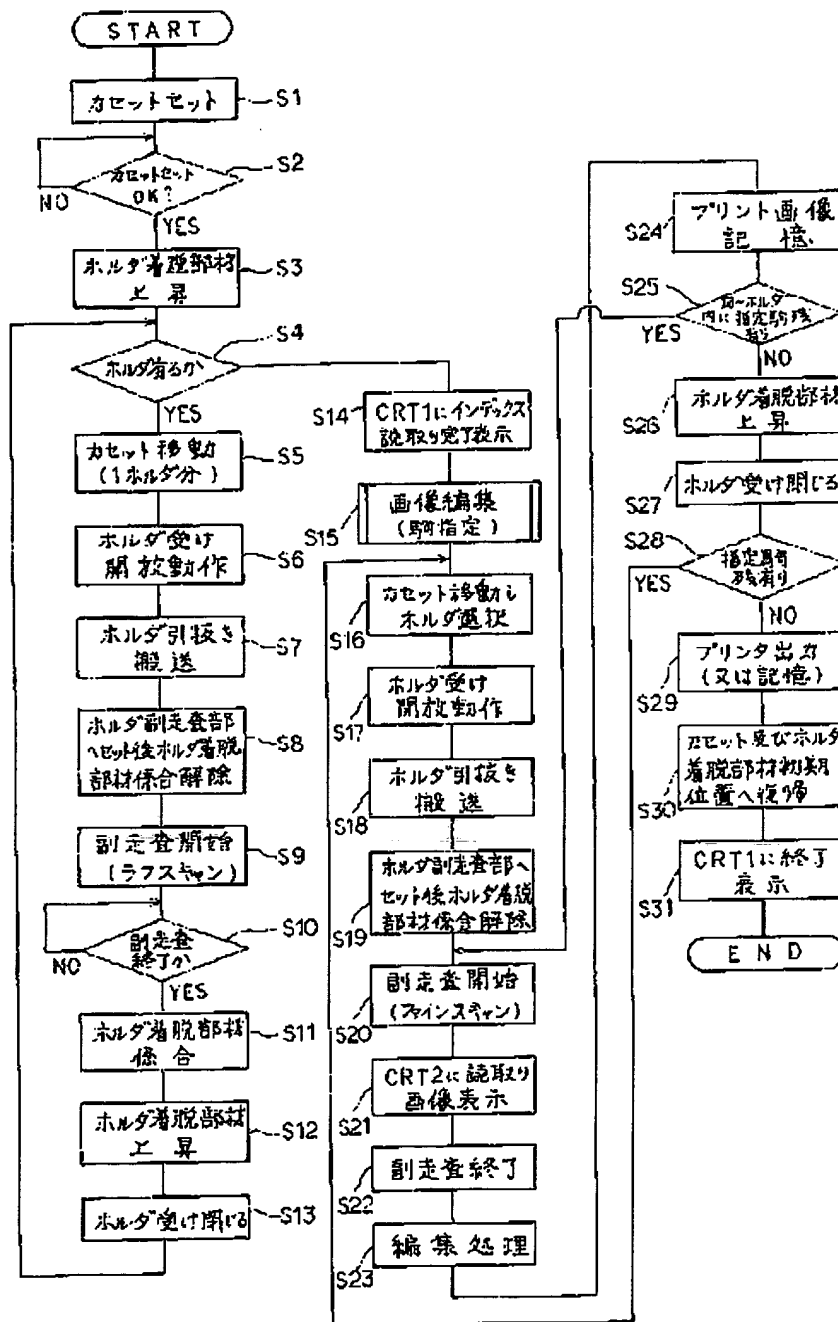 START
カセットセット
S1
カセットセット
OK?
S2
NO
YES
ホルダ着脱部材
上昇
S3
ホルダ有るか
S4
YES
カセット移動
(1ホルダ分)
S5
ホルダ受け
開放動作
S6
ホルダ引抜き
搬送
S7
ホルダ副走査部
へセット後ホルダ着脱
部材係合解除
S8
副走査開始
(ラフスキャン)
S9
副走査
終了か
S10
NO
YES
ホルダ着脱部材
係合
S11
ホルダ着脱部材
上昇
S12
ホルダ受け閉じる
S13
S14
CRT1にインデックス
読取り完了表示
S15
画像編集
(駒指定)
S16
カセット移動し
ホルダ選択
S17
ホルダ受け
開放動作
S18
ホルダ引抜き
搬送
S19
ホルダ副走査部へ
セット後、ホルダ着脱
部材係合解除
S20
副走査開始
(ファインスキャン)
S21
CRT2に読取り
画像表示
S22
副走査終了
S23
編集処理
S24
プリント画像
記憶
S25
同一ホルダ
内に指定駒残
有り
YES
NO
S26
ホルダ着脱部材
上昇
S27
ホルダ受け閉じる
S28
指定駒
残有り
YES
NO
S29
プリンタ出力
(又は記憶)
S30
カセット及びホルダ
着脱部材初期
位置へ復帰
S31
CRT1に終了
表示
END